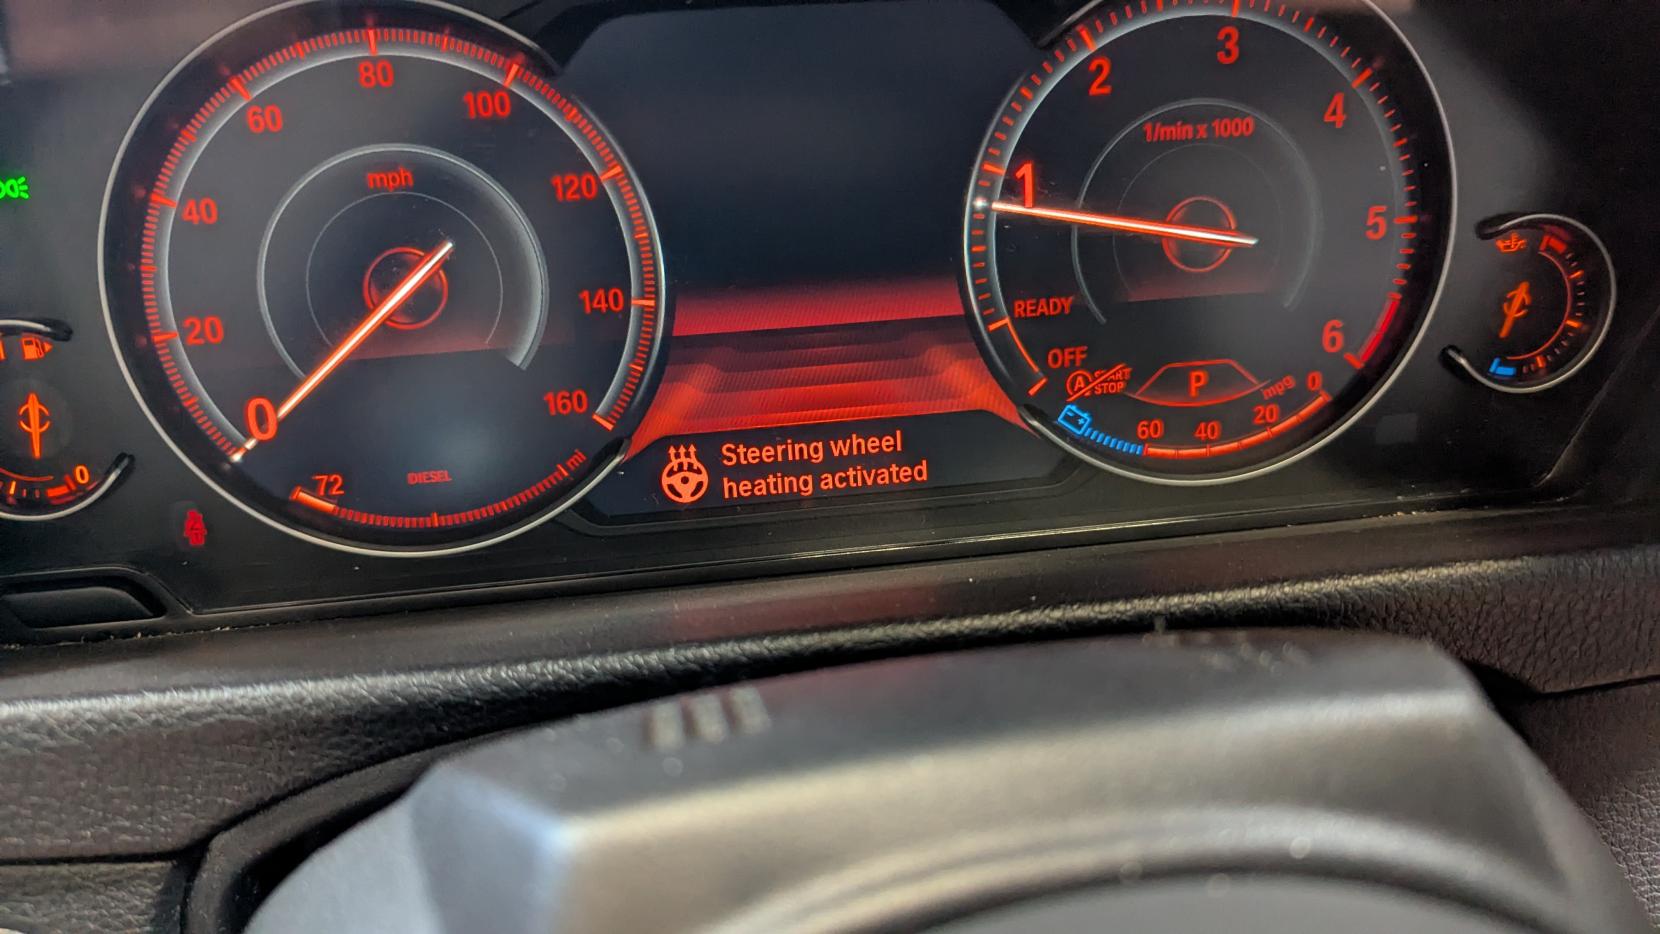 80
60
100
mph
120
40
20
140
0
160
72
DIESEL
mi
0
Steering wheel
heating activated
3
2
4
1/min x 1000
1
5
READY
6
OFF
A START
STOP
P
mpg
0
60
40
20